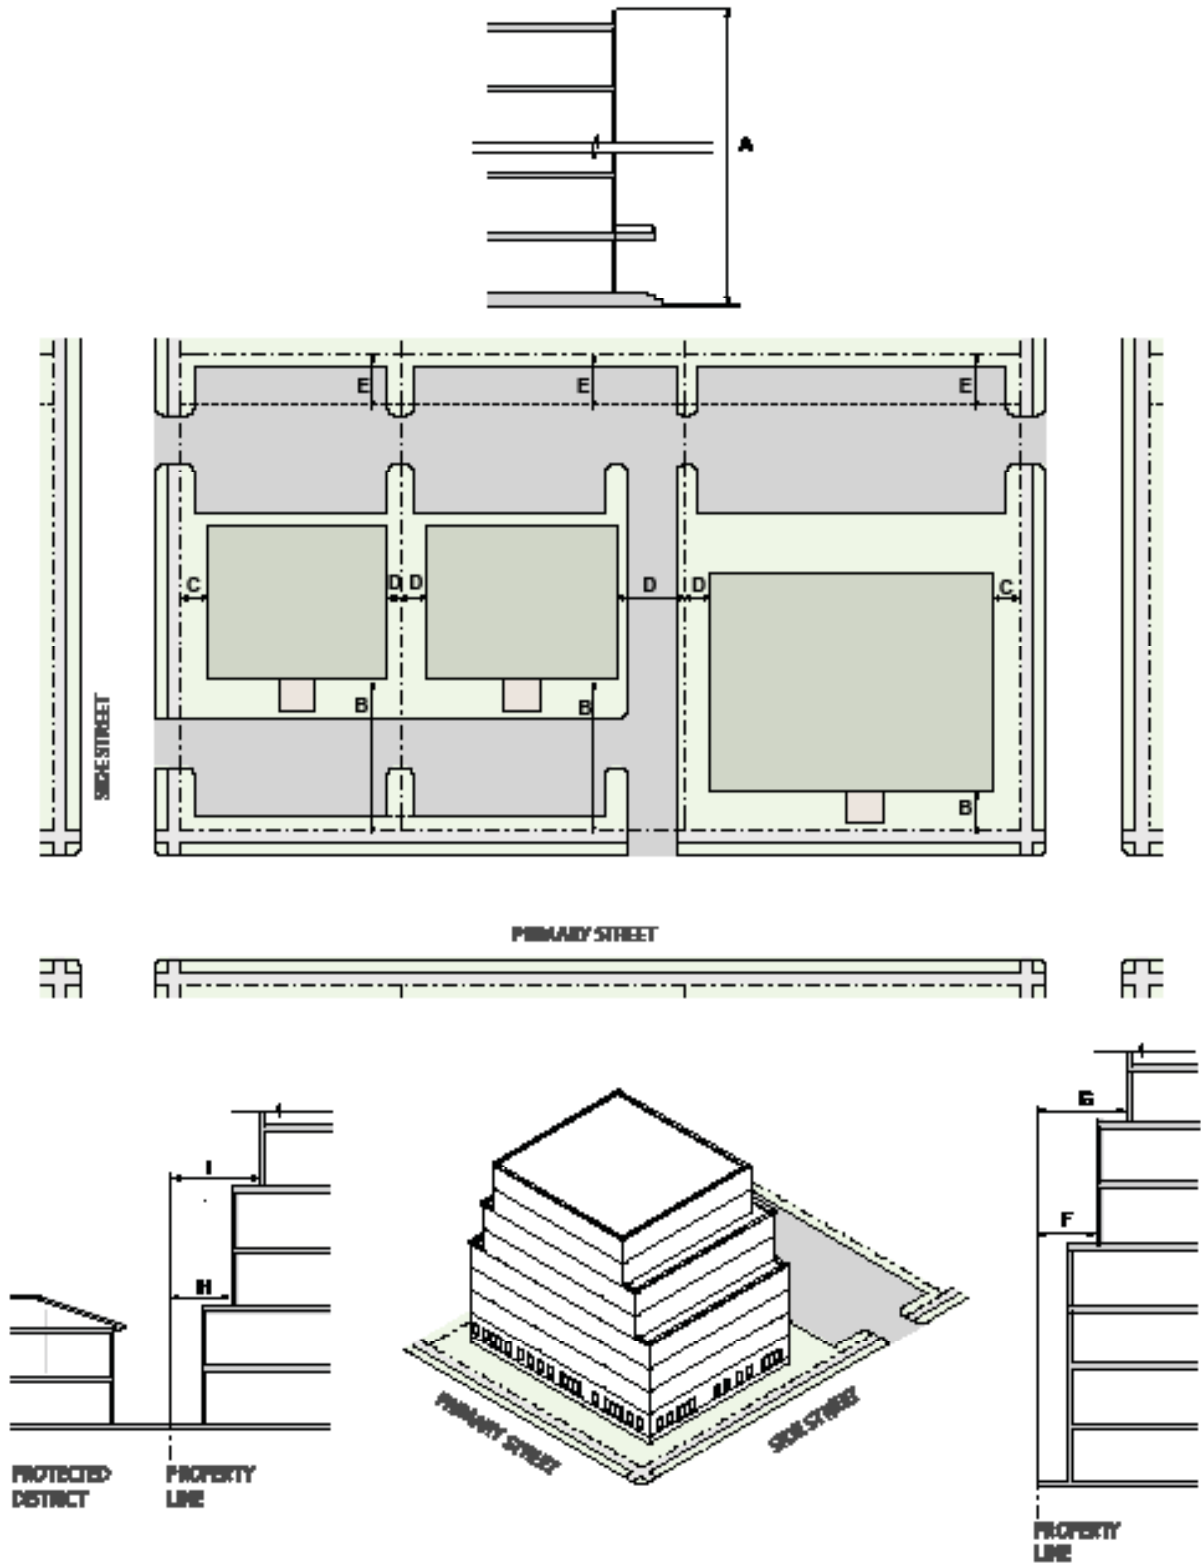 A
E
E
E
C
D
D
D
D
C
B
B
B
SIDE STREET
PRIMARY STREET
G
I
F
H
PRIMARY STREET
SIDE STREET
PROTECTED
DISTRICT
PROPERTY
LINE
PROPERTY
LINE